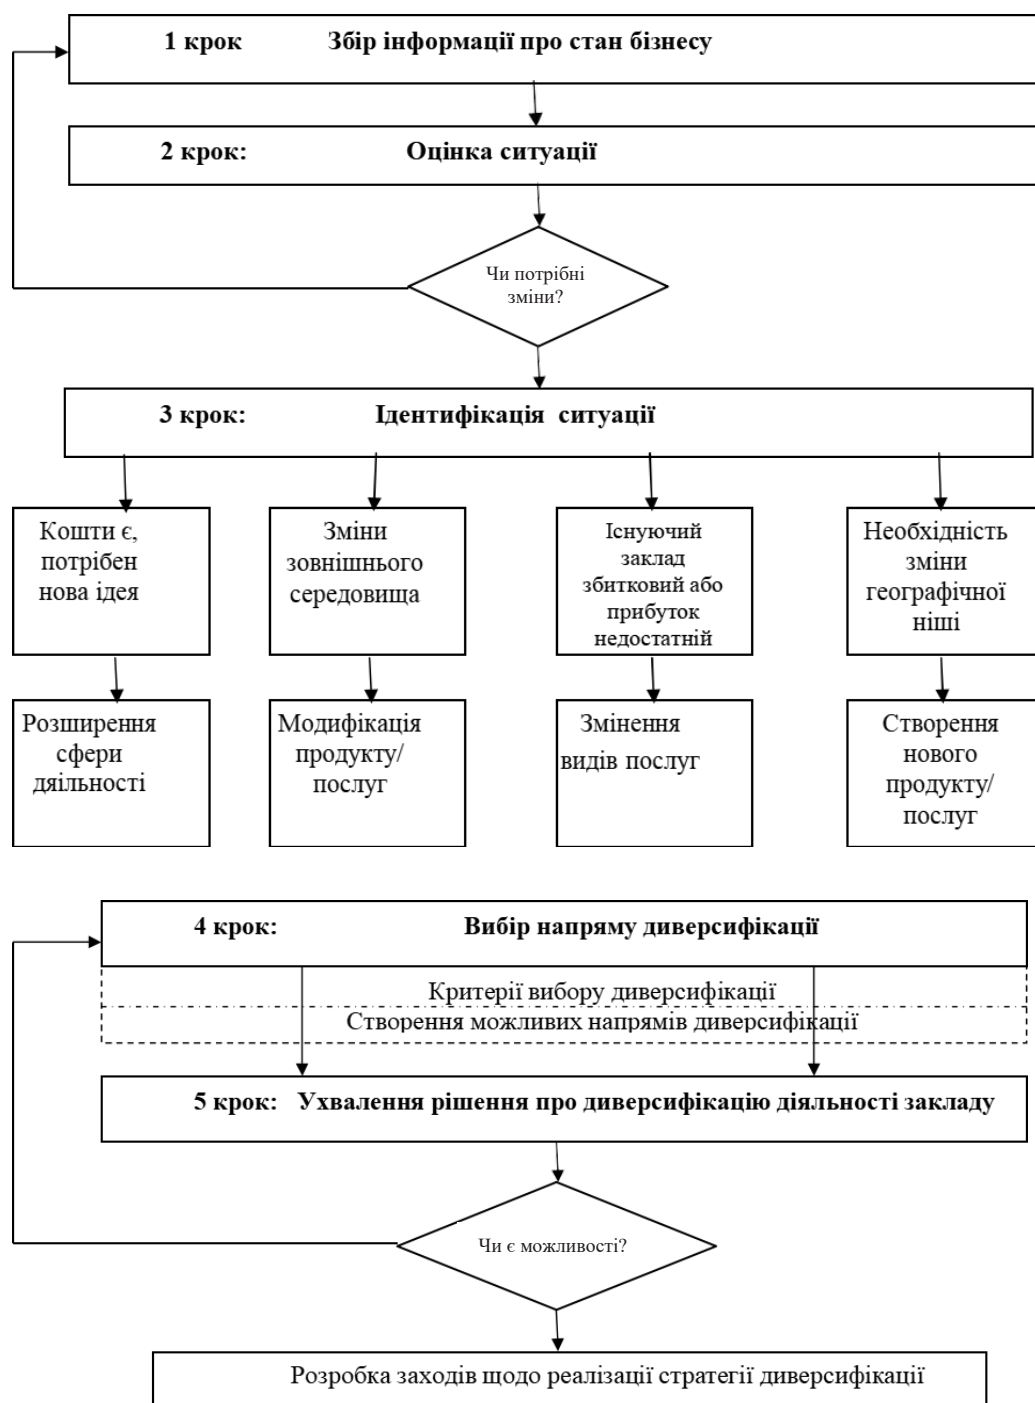 1 крок Збір інформації про стан бізнесу
2 крок: Оцінка ситуації
Чи потрібні
зміни?
3 крок: Ідентифікація ситуації
Кошти є,
потрібен
нова ідея
Зміни
зовнішнього
середовища
Існуючий
заклад
збитковий або
прибуток
недостатній
Необхідність
зміни
географічної
ніші
Розширення
сфери
дяільності
Модифікація
продукту/
послуг
Змінення
видів послуг
Створення
нового
продукту/
послуг
4 крок: Вибір напряму диверсифікації
Критерії вибору диверсифікації
Створення можливих напрямів диверсифікації
5 крок: Ухвалення рішення про диверсифікацію діяльності закладу
Чи є можливості?
Розробка заходів щодо реалізації стратегії диверсифікації